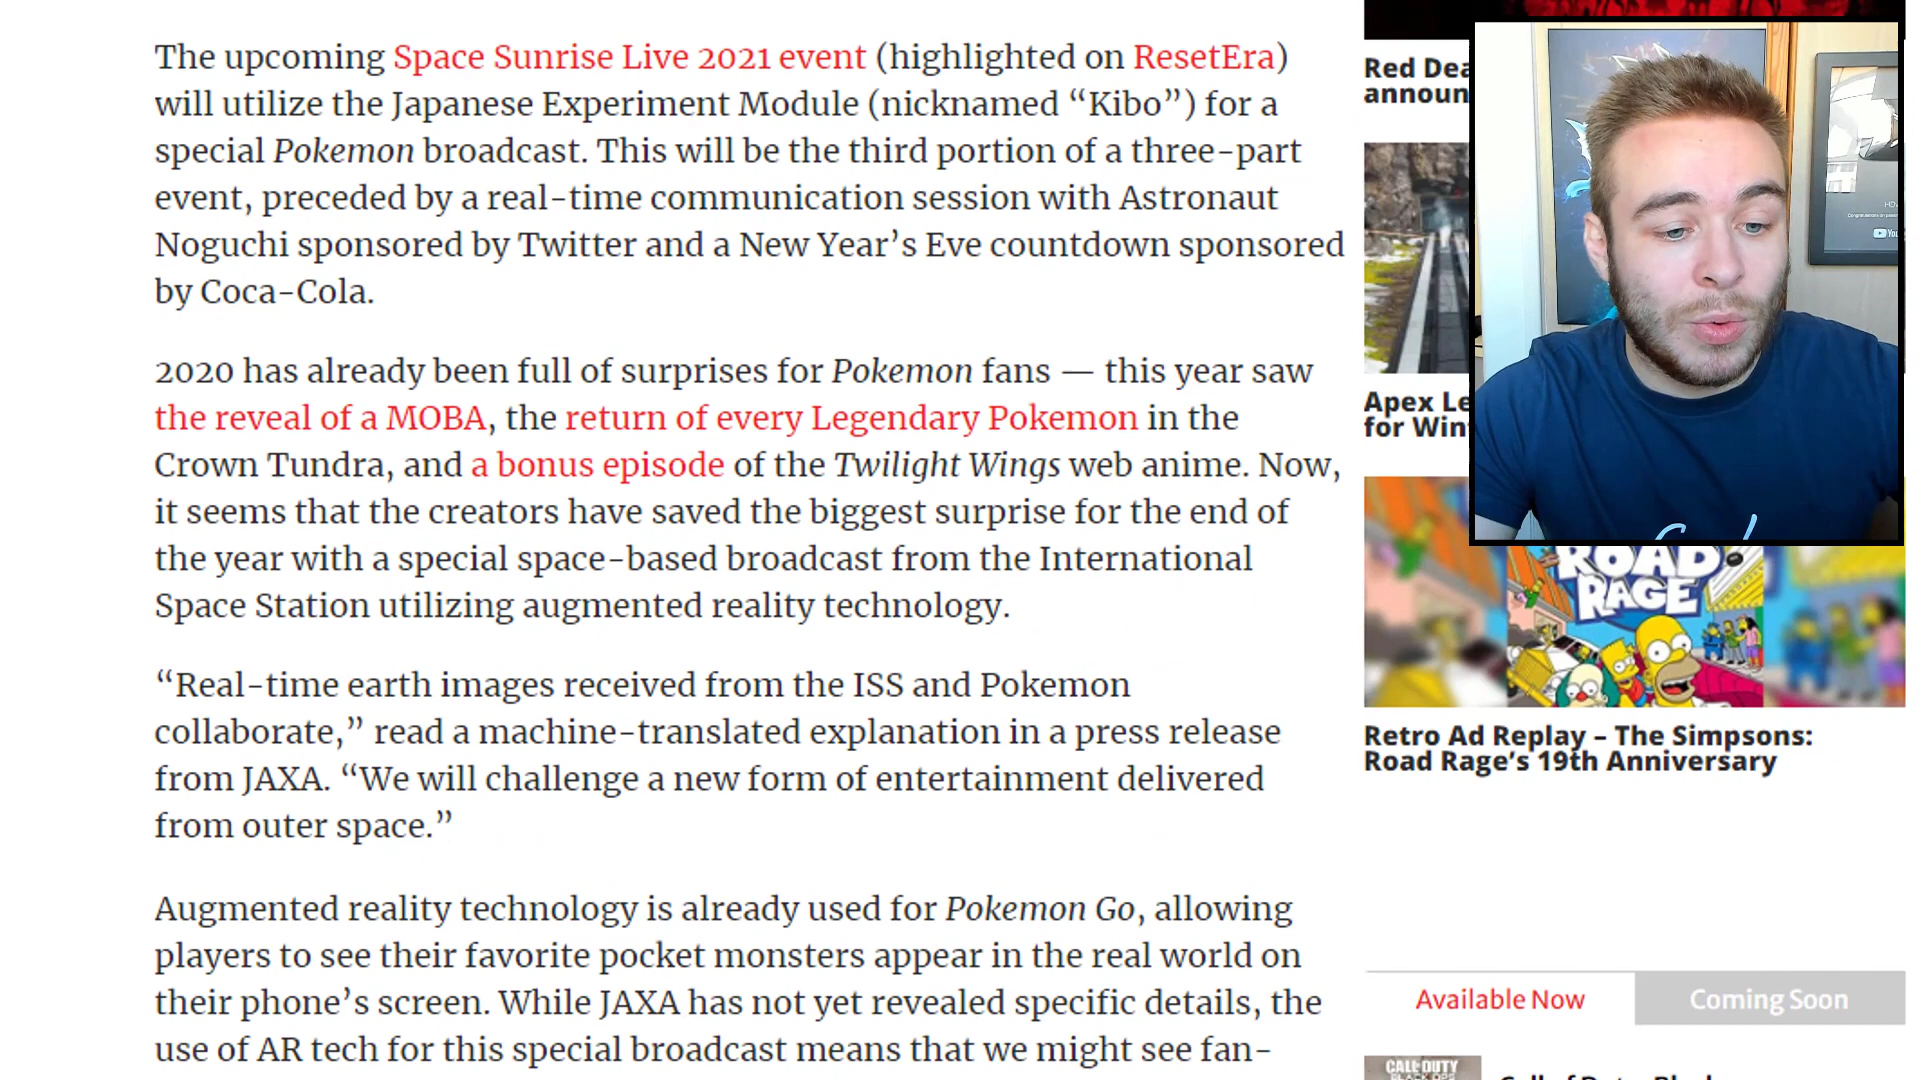 The upcoming Space Sunrise Live 2021 event (highlighted on ResetEra)
will utilize the Japanese Experiment Module (nicknamed “Kibo”) for a
special Pokemon broadcast. This will be the third portion of a three-part
event, preceded by a real-time communication session with Astronaut
Noguchi sponsored by Twitter and a New Year’s Eve countdown sponsored
by Coca-Cola.
2020 has already been full of surprises for Pokemon fans — this year saw
the reveal of a MOBA, the return of every Legendary Pokemon in the
Crown Tundra, and a bonus episode of the Twilight Wings web anime. Now,
it seems that the creators have saved the biggest surprise for the end of
the year with a special space-based broadcast from the International
Space Station utilizing augmented reality technology.
“Real-time earth images received from the ISS and Pokemon
collaborate,” read a machine-translated explanation in a press release
from JAXA. “We will challenge a new form of entertainment delivered
from outer space.”
Augmented reality technology is already used for Pokemon Go, allowing
players to see their favorite pocket monsters appear in the real world on
their phone’s screen. While JAXA has not yet revealed specific details, the
use of AR tech for this special broadcast means that we might see fan-
Red Dea
announ
Apex Le
for Win
ROAD
RAGE
Retro Ad Replay – The Simpsons:
Road Rage’s 19th Anniversary
Available Now
Coming Soon
CALL OF DUTY